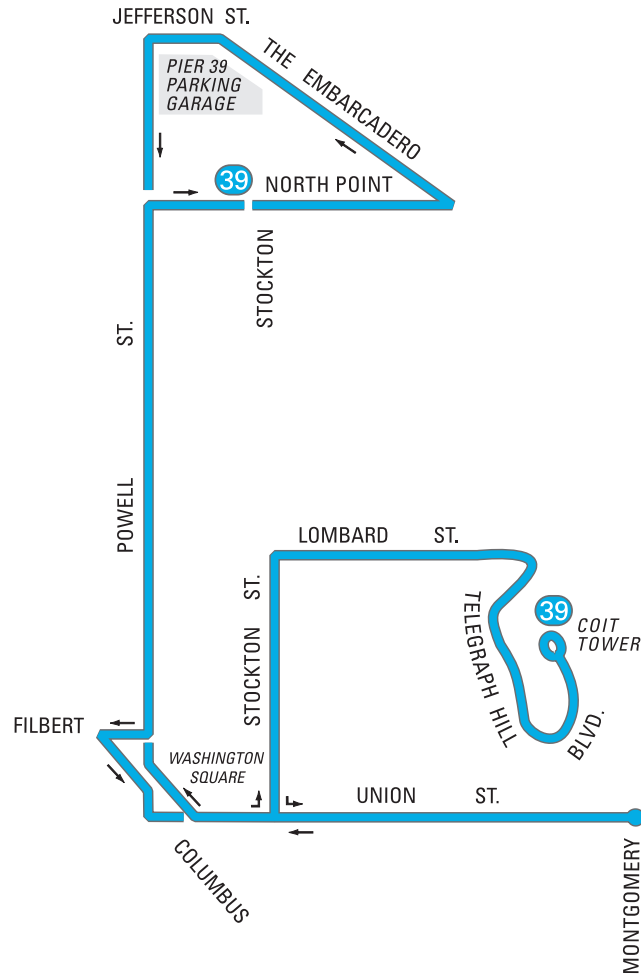 JEFFERSON ST.
THE EMBARCADERO
PIER 39
PARKING
GARAGE
39
NORTH POINT
STOCKTON
ST.
POWELL
LOMBARD ST.
STOCKTON ST.
TELEGRAPH HILL BLVD.
39
COIT
TOWER
FILBERT
WASHINGTON
SQUARE
UNION ST.
COLUMBUS
MONTGOMERY